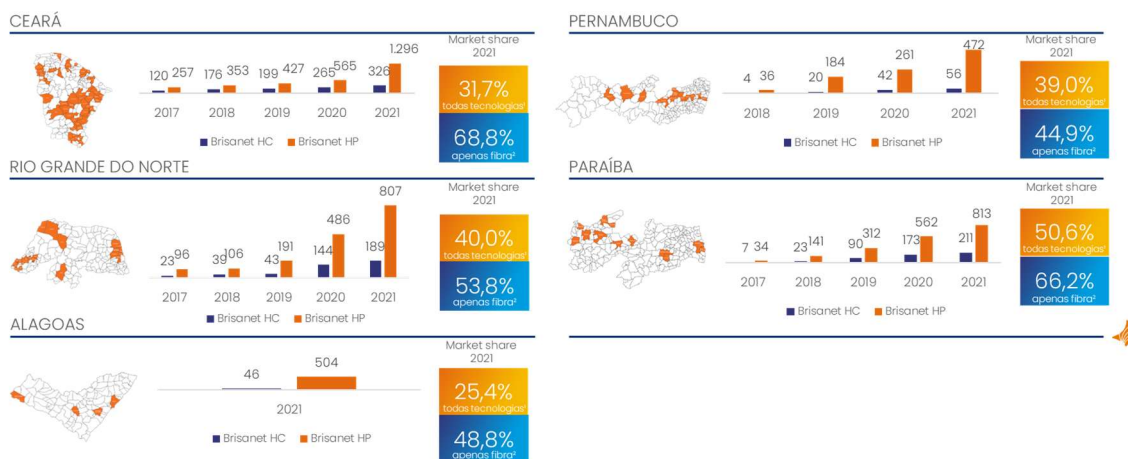 CEARÁ
Market share
2021
120 257 176 353 199 427 265 565 326 1.296
2017 2018 2019 2020 2021
Brisanet HC Brisanet HP
31,7%
todas tecnologias¹
68,8%
apenas fibra²
PERNAMBUCO
Market share
2021
4 36 20 184 42 261 56 472
2018 2019 2020 2021
Brisanet HC Brisanet HP
39,0%
todas tecnologias¹
44,9%
apenas fibra²
RIO GRANDE DO NORTE
Market share
2021
23 96 39 106 43 191 144 486 189 807
2017 2018 2019 2020 2021
Brisanet HC Brisanet HP
40,0%
todas tecnologias¹
53,8%
apenas fibra²
PARAÍBA
Market share
2021
7 34 23 141 90 312 173 562 211 813
2017 2018 2019 2020 2021
Brisanet HC Brisanet HP
50,6%
todas tecnologias¹
66,2%
apenas fibra²
ALAGOAS
Market share
2021
46 504
2021
Brisanet HC Brisanet HP
25,4%
todas tecnologias¹
48,8%
apenas fibra²